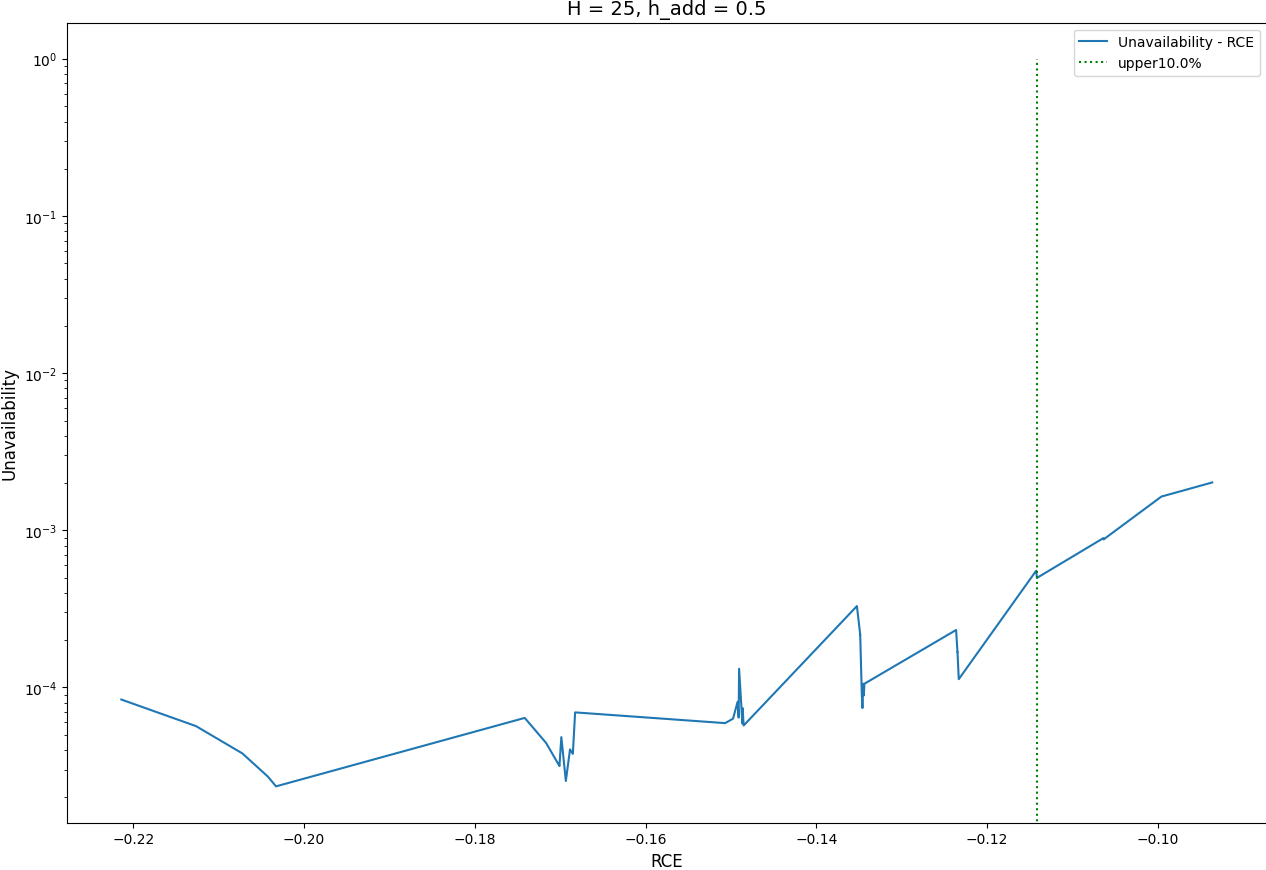 H = 25, h_add = 0.5
Unavailability - RCE
upper10.0%
10⁰
10⁻¹
10⁻²
10⁻³
10⁻⁴
Unavailability
−0.22 −0.20 −0.18 −0.16 −0.14 −0.12 −0.10
RCE